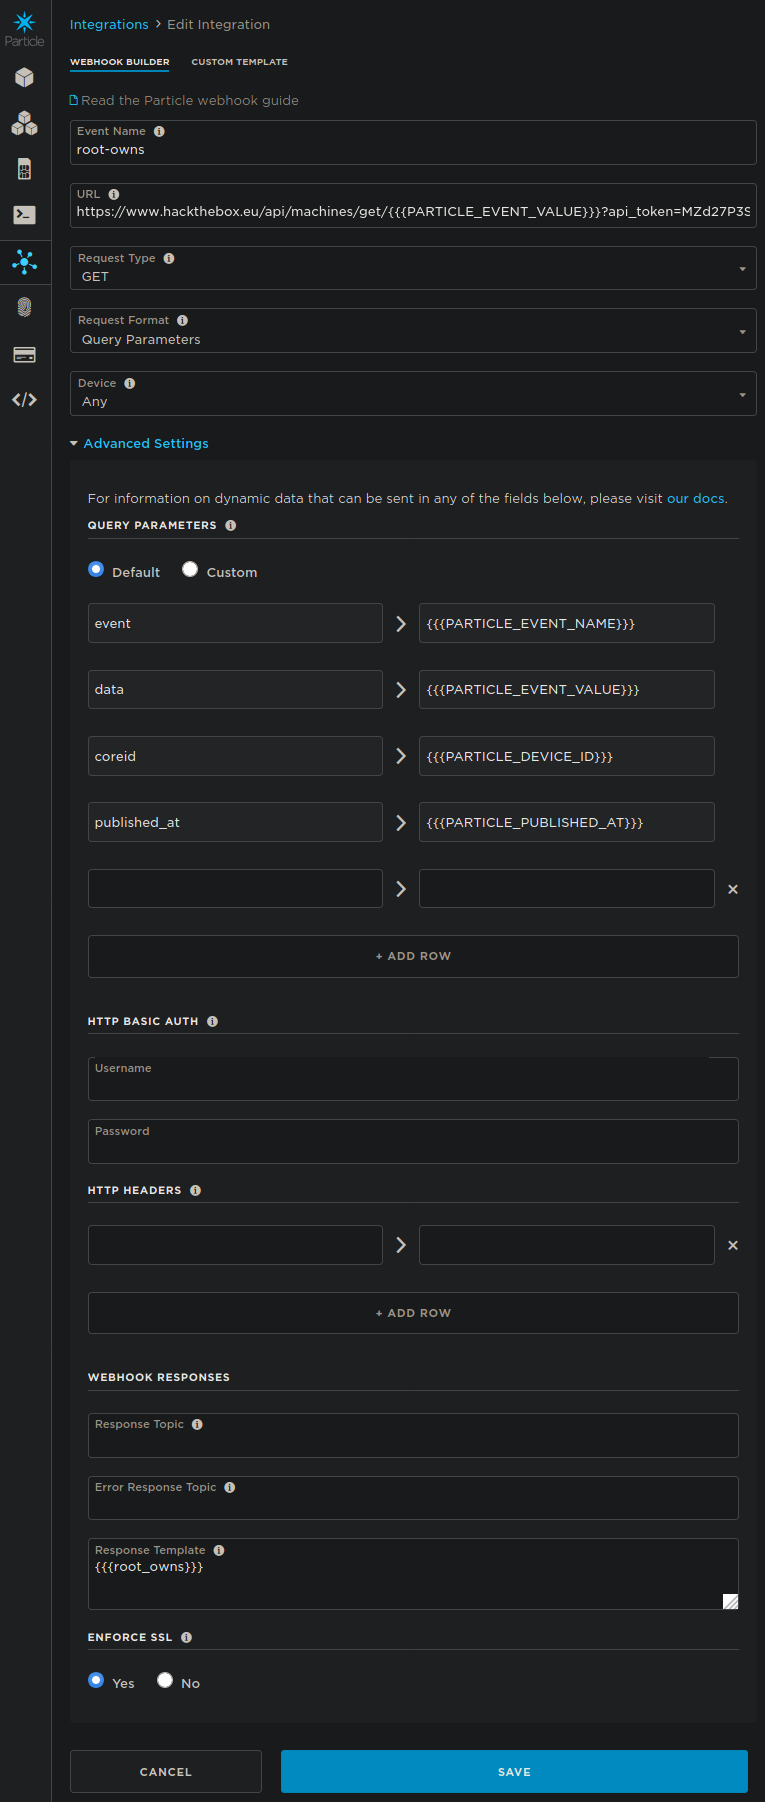 Particle
Integrations > Edit Integration
WEBHOOK BUILDER CUSTOM TEMPLATE
Read the Particle webhook guide
Event Name
root-owns
URL
https://www.hackthebox.eu/api/machines/get/{{{PARTICLE_EVENT_VALUE}}}?api_token=MZd27P3S
Request Type
GET
Request Format
Query Parameters
Device
Any
Advanced Settings
For information on dynamic data that can be sent in any of the fields below, please visit our docs.
QUERY PARAMETERS
Default Custom
event > {{{PARTICLE_EVENT_NAME}}}
data > {{{PARTICLE_EVENT_VALUE}}}
coreid > {{{PARTICLE_DEVICE_ID}}}
published_at > {{{PARTICLE_PUBLISHED_AT}}}
+ ADD ROW
HTTP BASIC AUTH
Username
Password
HTTP HEADERS
+ ADD ROW
WEBHOOK RESPONSES
Response Topic
Error Response Topic
Response Template
{{{root_owns}}}
ENFORCE SSL
Yes No
CANCEL SAVE